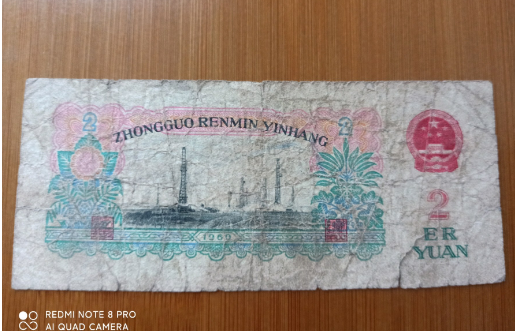 2
ZHONGGUO RENMIN YINHANG
2
1960
2
ER
YUAN
REDMI NOTE 8 PRO
AI QUAD CAMERA